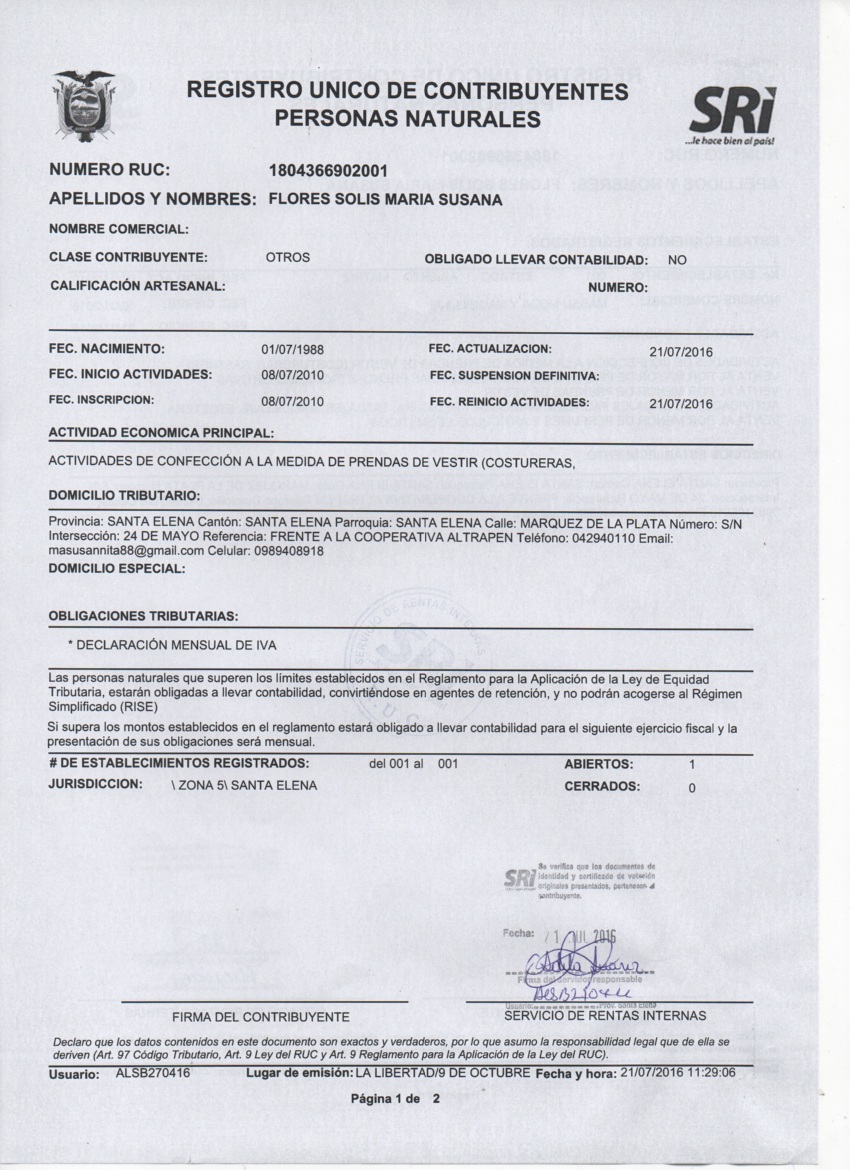 REGISTRO UNICO DE CONTRIBUYENTES
PERSONAS NATURALES
SRi
...le hace bien al país!
NUMERO RUC: 1804366902001
APELLIDOS Y NOMBRES: FLORES SOLIS MARIA SUSANA
NOMBRE COMERCIAL:
CLASE CONTRIBUYENTE: OTROS OBLIGADO LLEVAR CONTABILIDAD: NO
CALIFICACIÓN ARTESANAL: NUMERO:
FEC. NACIMIENTO: 01/07/1988 FEC. ACTUALIZACION: 21/07/2016
FEC. INICIO ACTIVIDADES: 08/07/2010 FEC. SUSPENSION DEFINITIVA:
FEC. INSCRIPCION: 08/07/2010 FEC. REINICIO ACTIVIDADES: 21/07/2016
ACTIVIDAD ECONOMICA PRINCIPAL:
ACTIVIDADES DE CONFECCIÓN A LA MEDIDA DE PRENDAS DE VESTIR (COSTURERAS,
DOMICILIO TRIBUTARIO:
Provincia: SANTA ELENA Cantón: SANTA ELENA Parroquia: SANTA ELENA Calle: MARQUEZ DE LA PLATA Número: S/N
Intersección: 24 DE MAYO Referencia: FRENTE A LA COOPERATIVA ALTRAPEN Teléfono: 042940110 Email:
masusannita88@gmail.com Celular: 0989408918
DOMICILIO ESPECIAL:
OBLIGACIONES TRIBUTARIAS:
* DECLARACIÓN MENSUAL DE IVA
Las personas naturales que superen los límites establecidos en el Reglamento para la Aplicación de la Ley de Equidad
Tributaria, estarán obligadas a llevar contabilidad, convirtiéndose en agentes de retención, y no podrán acogerse al Régimen
Simplificado (RISE)
Si supera los montos establecidos en el reglamento estará obligado a llevar contabilidad para el siguiente ejercicio fiscal y la
presentación de sus obligaciones será mensual.
# DE ESTABLECIMIENTOS REGISTRADOS: del 001 al 001 ABIERTOS: 1
JURISDICCION: \ ZONA 5\ SANTA ELENA CERRADOS: 0
SRi
Se verifica que los documentos de
identidad y certificado de votación
originales presentados, pertenecen al
contribuyente.
Fecha: JUL 2016
Firma del servidor responsable
Usuario: Prov. Santa Elena
FIRMA DEL CONTRIBUYENTE SERVICIO DE RENTAS INTERNAS
Declaro que los datos contenidos en este documento son exactos y verdaderos, por lo que asumo la responsabilidad legal que de ella se
deriven (Art. 97 Código Tributario, Art. 9 Ley del RUC y Art. 9 Reglamento para la Aplicación de la Ley del RUC).
Usuario: ALSB270416 Lugar de emisión: LA LIBERTAD/9 DE OCTUBRE Fecha y hora: 21/07/2016 11:29:06
Página 1 de 2